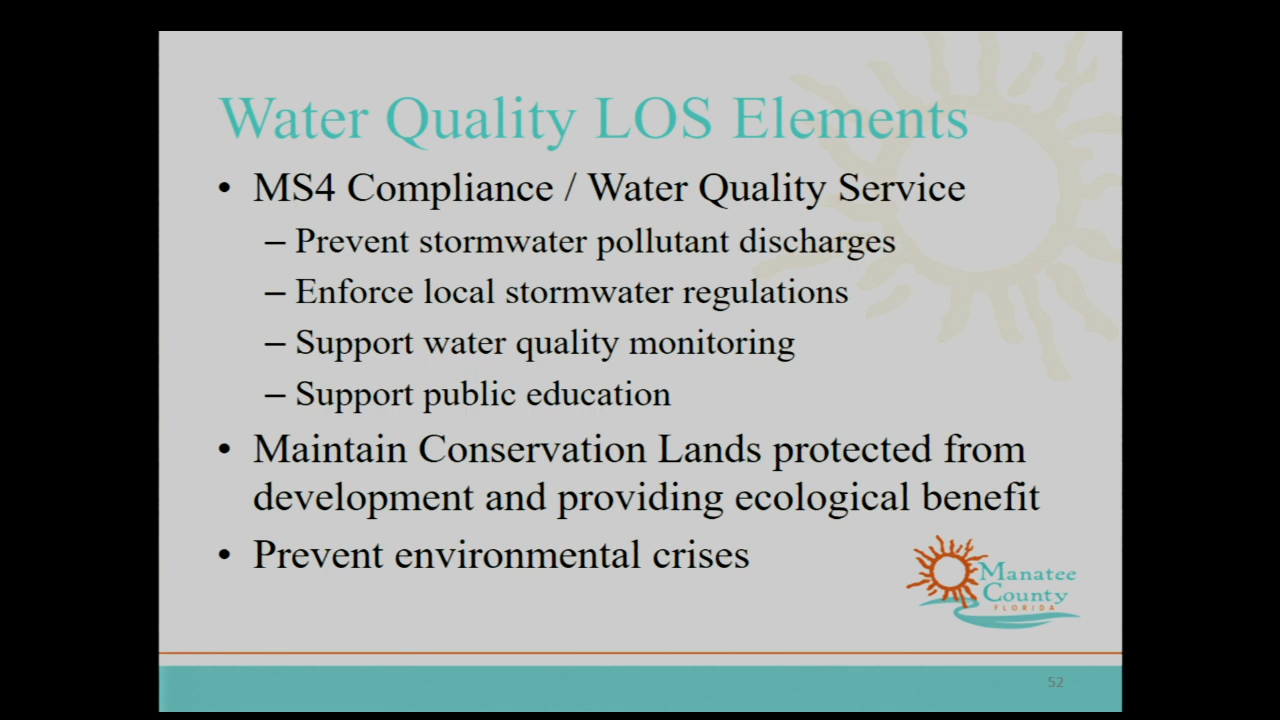 Water Quality LOS Elements
• MS4 Compliance / Water Quality Service
– Prevent stormwater pollutant discharges
– Enforce local stormwater regulations
– Support water quality monitoring
– Support public education
• Maintain Conservation Lands protected from
development and providing ecological benefit
• Prevent environmental crises
Manatee
County
FLORIDA
52